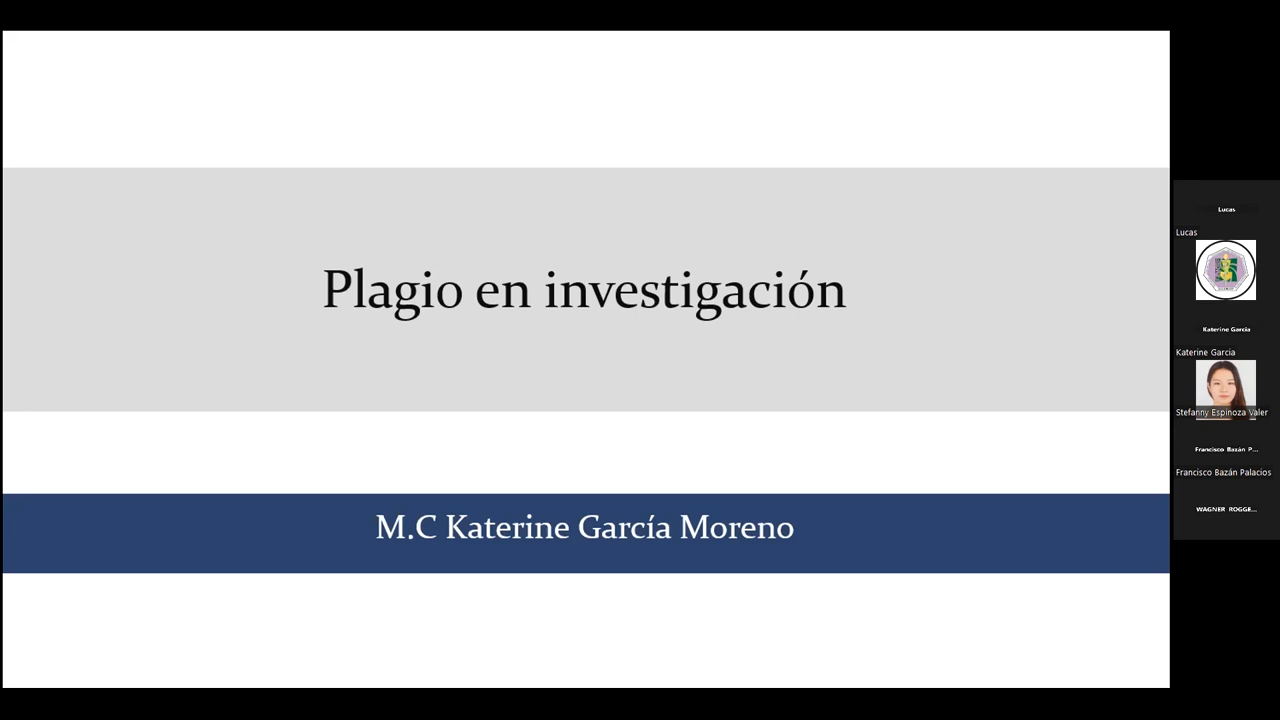 Plagio en investigación
M.C Katerine García Moreno
Lucas
Lucas
Katerine Garcia
Katerine Garcia
Stefanny Espinoza Valer
Francisco Bazán P...
Francisco Bazán Palacios
WAGNER ROGGE...